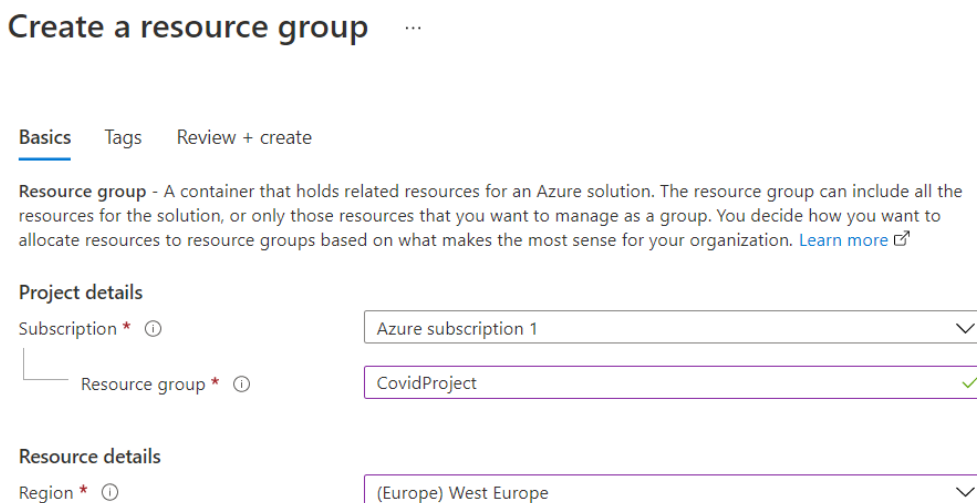 Create a resource group ...
Basics Tags Review + create
Resource group - A container that holds related resources for an Azure solution. The resource group can include all the
resources for the solution, or only those resources that you want to manage as a group. You decide how you want to
allocate resources to resource groups based on what makes the most sense for your organization. Learn more
Project details
Subscription * Azure subscription 1
Resource group * CovidProject
Resource details
Region * (Europe) West Europe